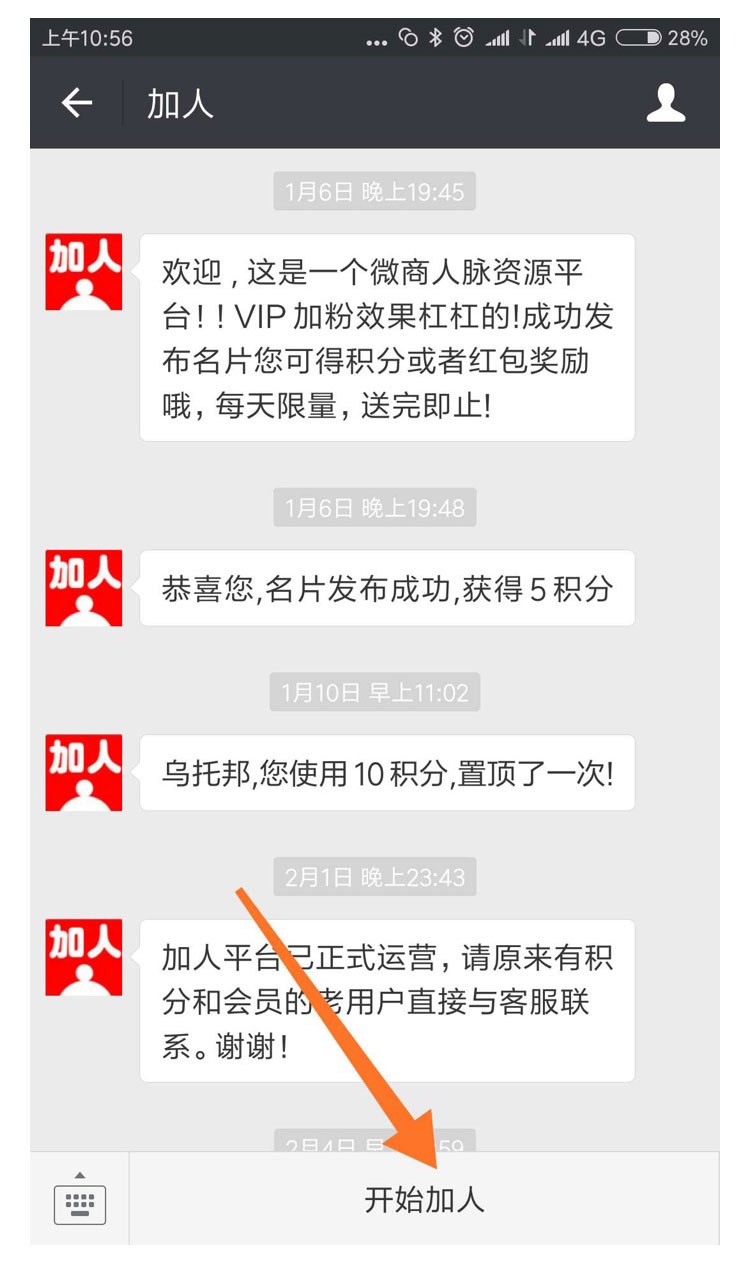 上午10:56
... 4G 28%
加人
1月6日 晚上19:45
加人
欢迎,这是一个微商人脉资源平
台!!VIP加粉效果杠杠的!成功发
布名片您可得积分或者红包奖励
哦,每天限量,送完即止!
1月6日 晚上19:48
加人
恭喜您,名片发布成功,获得5积分
1月10日 早上11:02
加人
乌托邦,您使用10积分,置顶了一次!
2月1日 晚上23:43
加人
加人平台已正式运营,请原来有积
分和会员的老用户直接与客服联
系。谢谢!
2月4日 早 59
开始加人